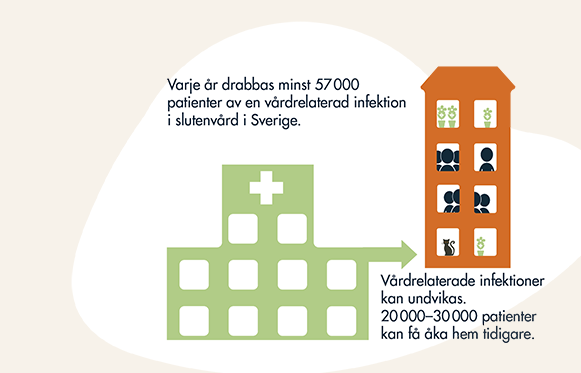 Varje år drabbas minst 57 000
patienter av en vårdrelaterad infektion
i slutenvård i Sverige.
Vårdrelaterade infektioner
kan undvikas.
20 000–30 000 patienter
kan få åka hem tidigare.